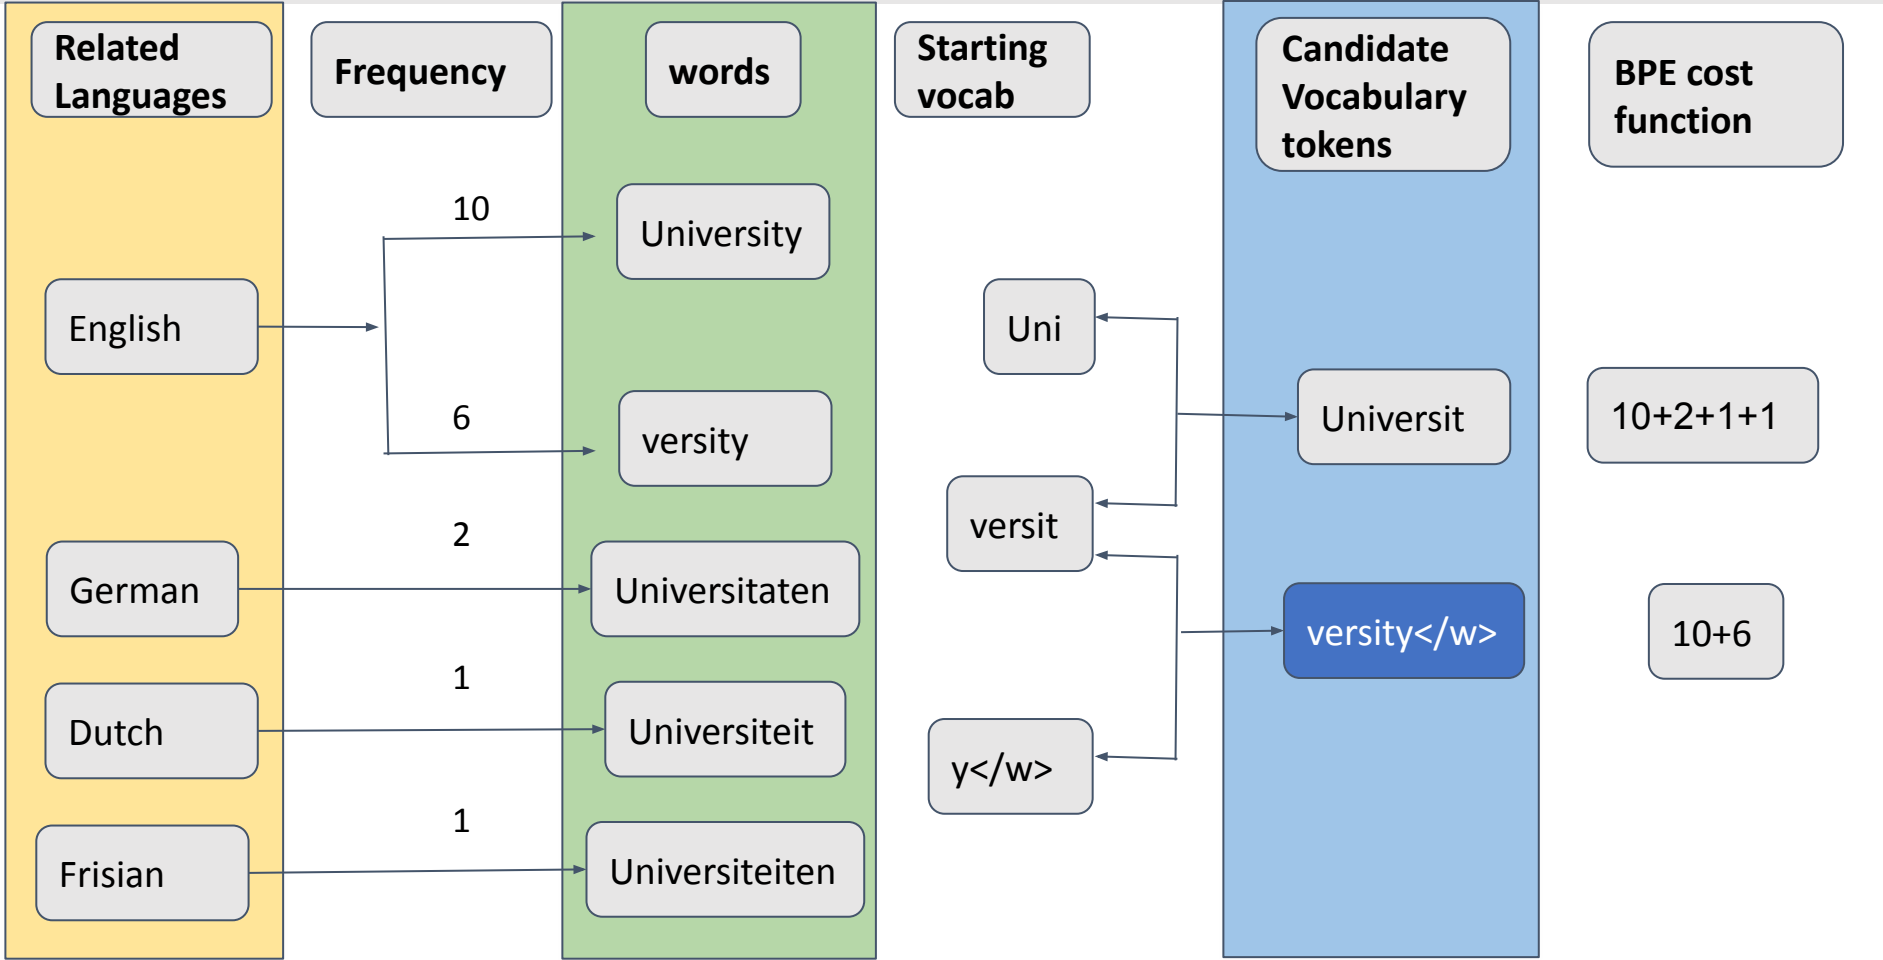 Related
Languages
Frequency
words
Starting
vocab
Candidate
Vocabulary
tokens
BPE cost
function
10
University
English
Uni
6
versity
Universit
10+2+1+1
versit
2
German
Universitaten
versity</w>
10+6
1
Dutch
Universiteit
y</w>
1
Frisian
Universiteiten